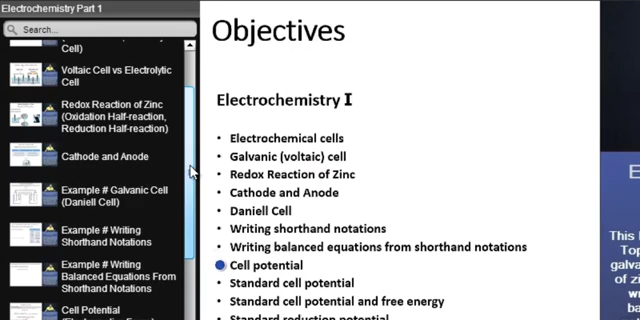 Electrochemistry Part 1
Search...
Cell)
Voltaic Cell vs Electrolytic
Cell
Redox Reaction of Zinc
(Oxidation Half-reaction,
Reduction Half-reaction)
Cathode and Anode
Example # Galvanic Cell
(Daniell Cell)
Example # Writing
Shorthand Notations
Example # Writing
Balanced Equations From
Shorthand Notations
Cell Potential
Objectives
Electrochemistry I
• Electrochemical cells
• Galvanic (voltaic) cell
• Redox Reaction of Zinc
• Cathode and Anode
• Daniell Cell
• Writing shorthand notations
• Writing balanced equations from shorthand notations
Cell potential
• Standard cell potential
• Standard cell potential and free energy
• Standard reduction potential
E
This
Top
galva
of zi
wr
ba